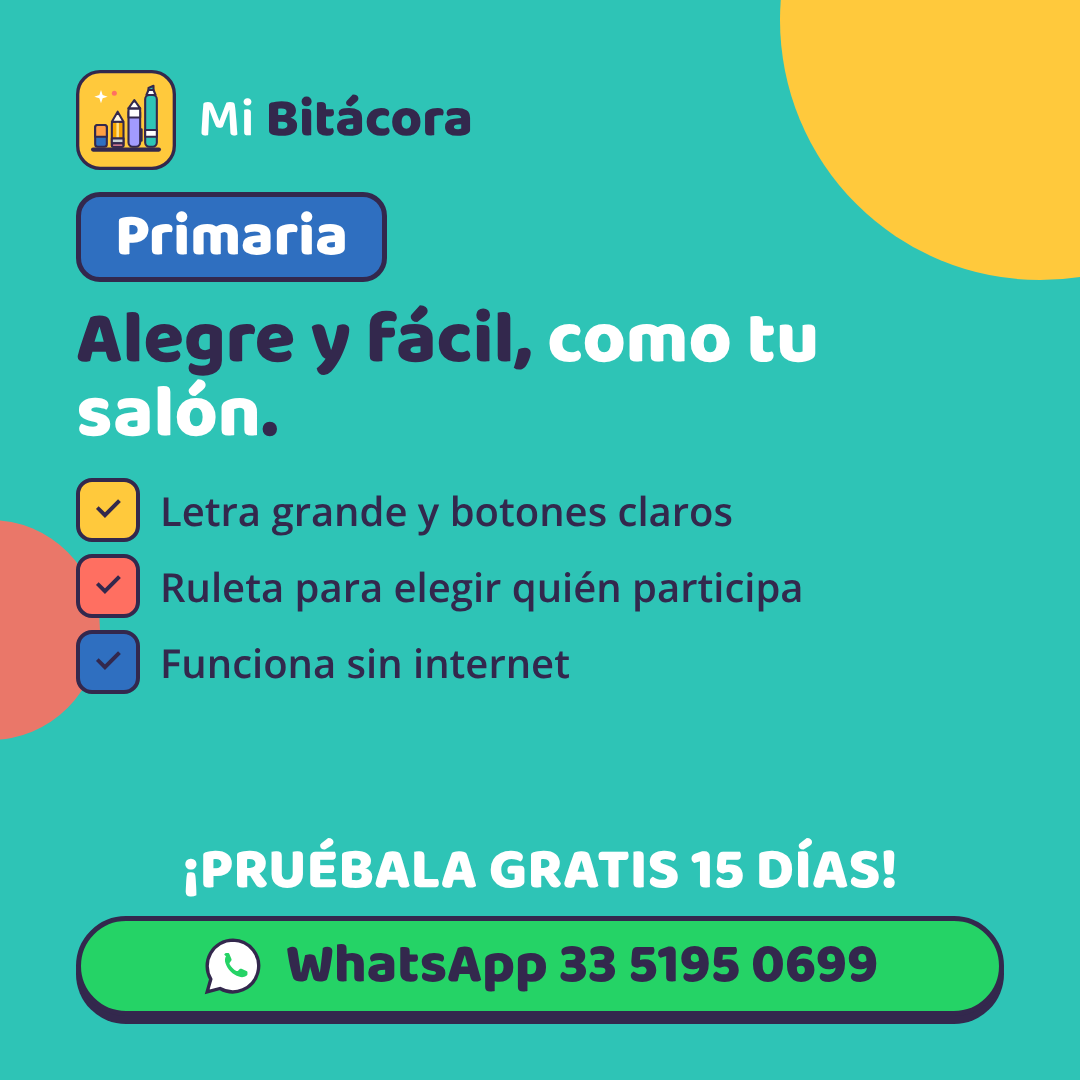 Mi Bitácora
Primaria
Alegre y fácil, como tu
salón.
Letra grande y botones claros
Ruleta para elegir quién participa
Funciona sin internet
¡PRUÉBALA GRATIS 15 DÍAS!
WhatsApp 33 5195 0699